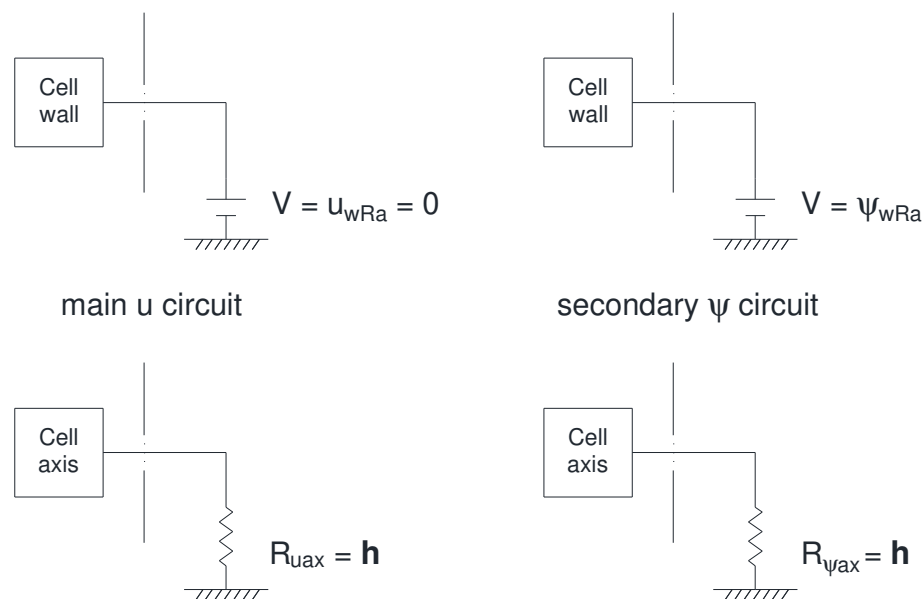 Cell
wall
V = u_wRa = 0
Cell
wall
V = ψ_wRa
main u circuit
secondary ψ circuit
Cell
axis
R_uax = h
Cell
axis
R_ψax = h